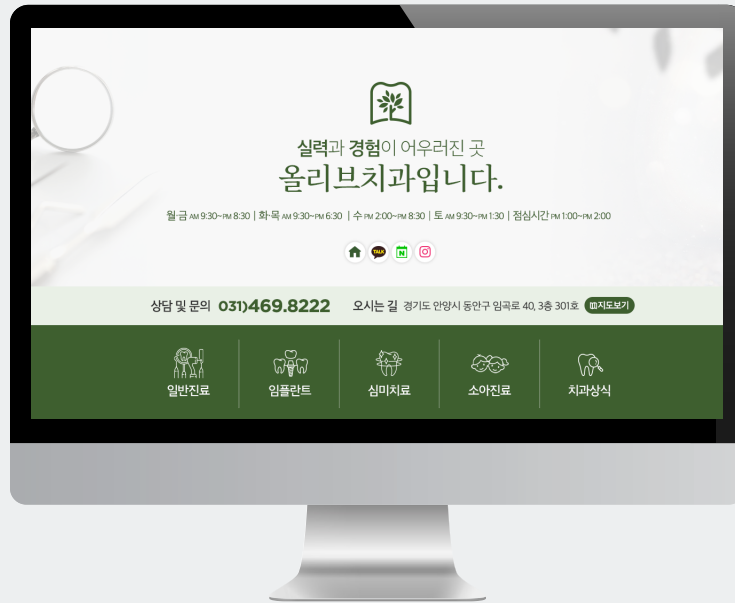 실력과 경험이 어우러진 곳
올리브치과입니다.
월·금 AM 9:30~PM 8:30 | 화·목 AM 9:30~PM 6:30 | 수 PM 2:00~PM 8:30 | 토 AM 9:30~PM 1:30 | 점심시간 PM 1:00~PM 2:00
TALK N
상담 및 문의 031)469.8222 오시는 길 경기도 안양시 동안구 임곡로 40, 3층 301호 지도보기
일반진료 임플란트 심미치료 소아진료 치과상식